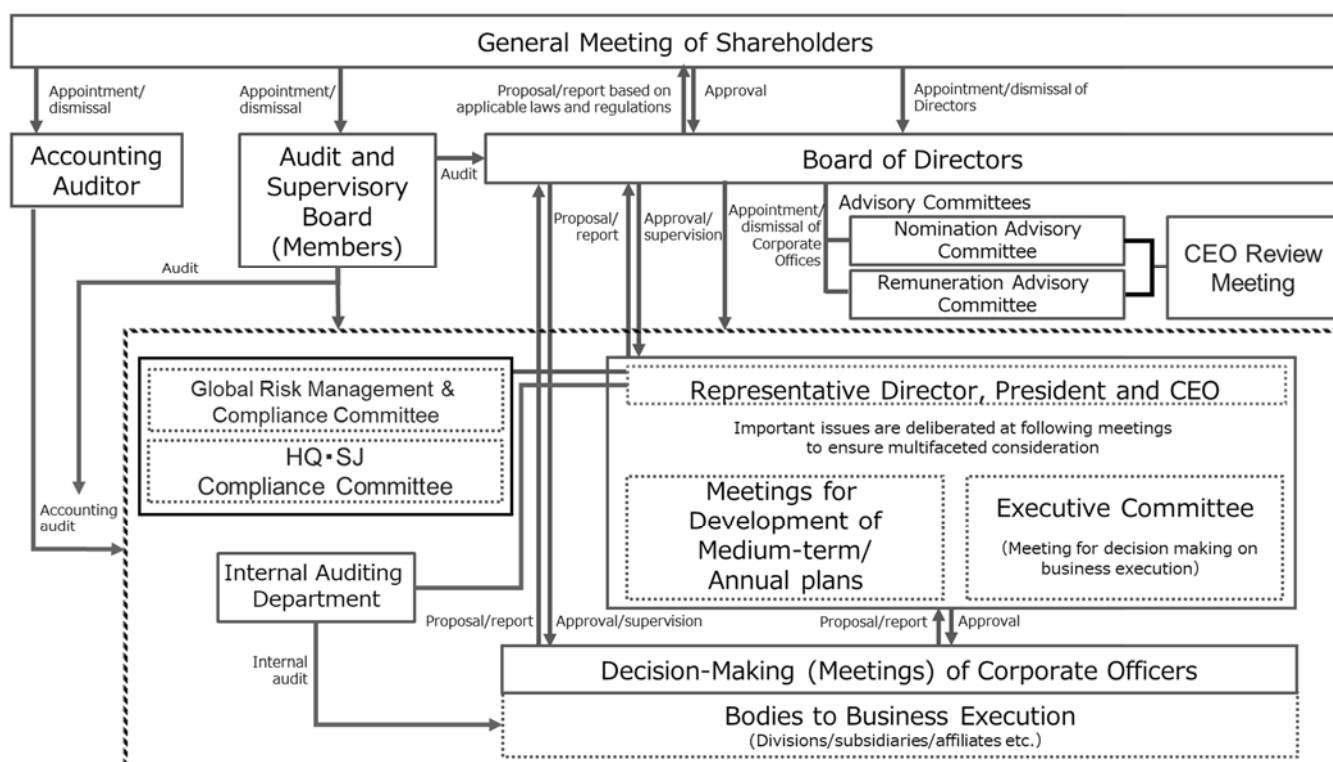 General Meeting of Shareholders
Appointment/
dismissal
Appointment/
dismissal
Proposal/report based on
applicable laws and regulations
Approval
Appointment/dismissal of
Directors
Accounting
Auditor
Audit and
Supervisory
Board
(Members)
Audit
Board of Directors
Proposal/
report
Approval/
supervision
Appointment/
dismissal of
Corporate
Offices
Advisory Committees
Nomination Advisory
Committee
Remuneration Advisory
Committee
CEO Review
Meeting
Audit
Global Risk Management &
Compliance Committee
HQ・SJ
Compliance Committee
Accounting
audit
Representative Director, President and CEO
Important issues are deliberated at following meetings
to ensure multifaceted consideration
Meetings for
Development of
Medium-term/
Annual plans
Executive Committee
(Meeting for decision making on
business execution)
Internal Auditing
Department
Proposal/report
Approval/supervision
Proposal/report
Approval
Internal
audit
Decision-Making (Meetings) of Corporate Officers
Bodies to Business Execution
(Divisions/subsidiaries/affiliates etc.)